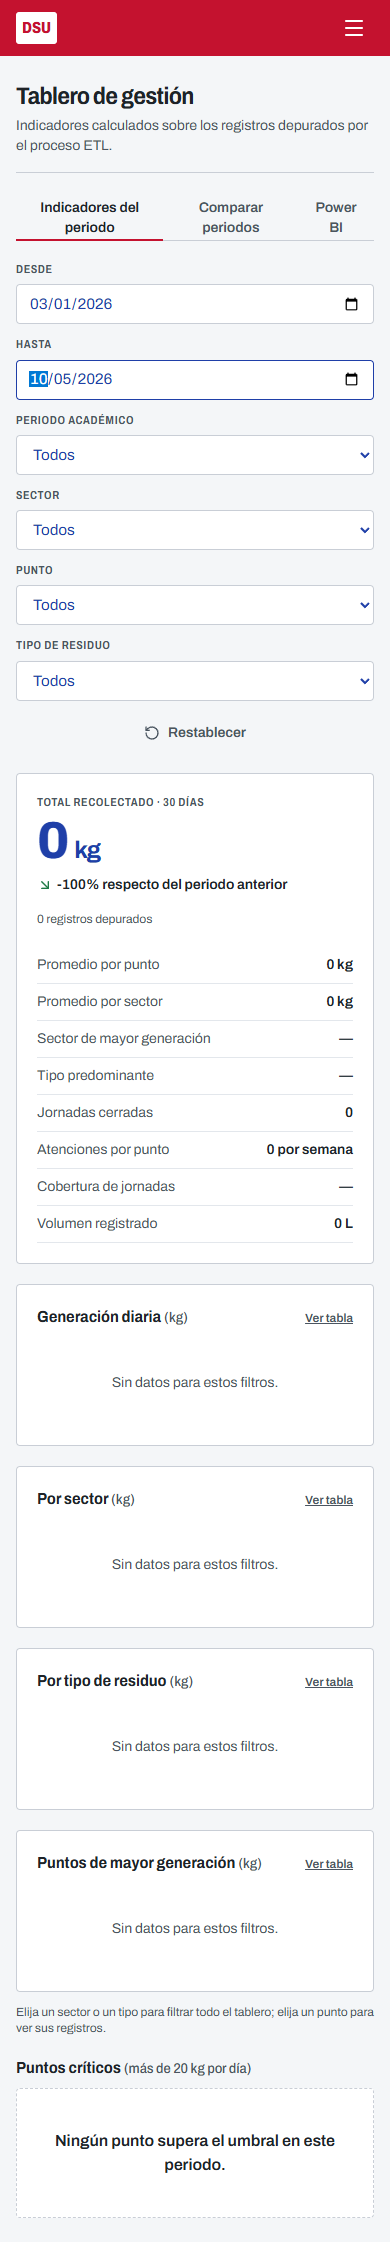 DSU
Tablero de gestión
Indicadores calculados sobre los registros depurados por
el proceso ETL.
Indicadores del
periodo
Comparar
periodos
Power
BI
DESDE
03/01/2026
HASTA
10/05/2026
PERIODO ACADÉMICO
Todos
SECTOR
Todos
PUNTO
Todos
TIPO DE RESIDUO
Todos
Restablecer
TOTAL RECOLECTADO · 30 DÍAS
0 kg
-100% respecto del periodo anterior
0 registros depurados
Promedio por punto 0 kg
Promedio por sector 0 kg
Sector de mayor generación —
Tipo predominante —
Jornadas cerradas 0
Atenciones por punto 0 por semana
Cobertura de jornadas —
Volumen registrado 0 L
Generación diaria (kg) Ver tabla
Sin datos para estos filtros.
Por sector (kg) Ver tabla
Sin datos para estos filtros.
Por tipo de residuo (kg) Ver tabla
Sin datos para estos filtros.
Puntos de mayor generación (kg) Ver tabla
Sin datos para estos filtros.
Elija un sector o un tipo para filtrar todo el tablero; elija un punto para
ver sus registros.
Puntos críticos (más de 20 kg por día)
Ningún punto supera el umbral en este
periodo.